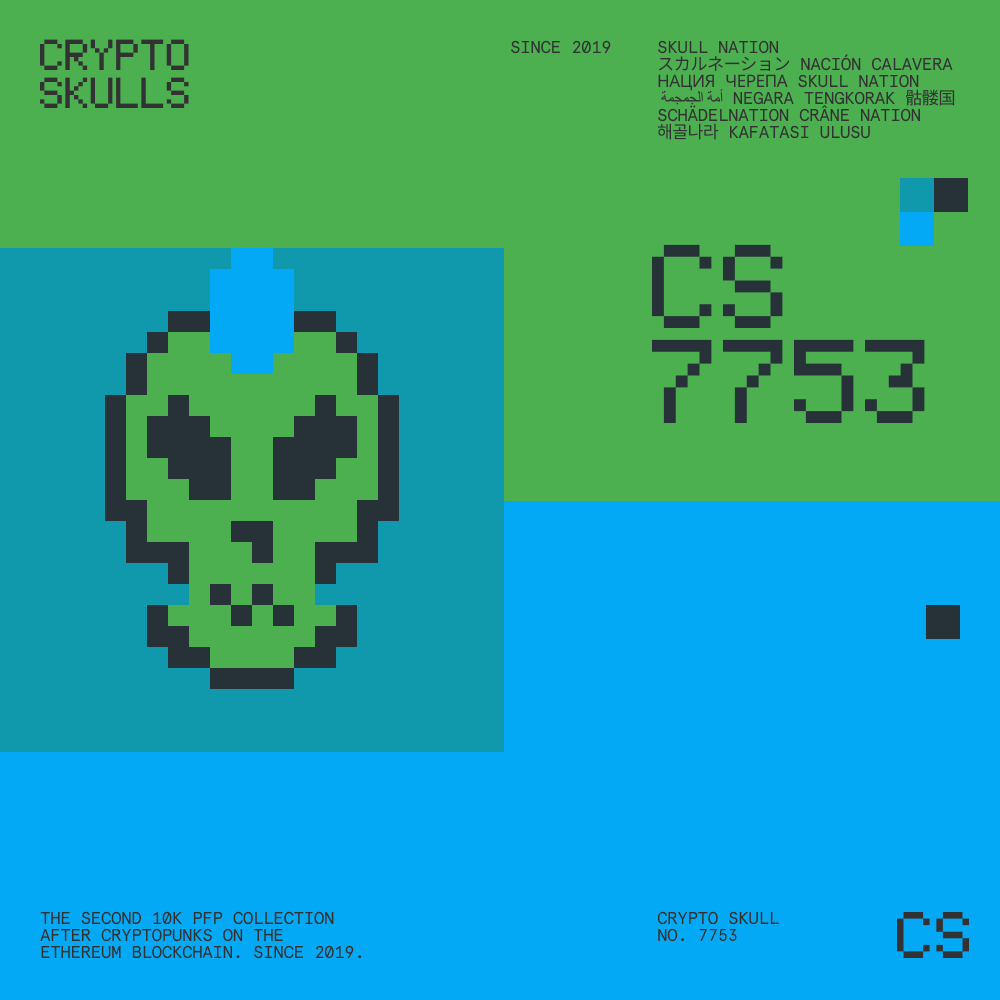 CRYPTO
SKULLS
SINCE 2019
SKULL NATION
スカルネーション NACIÓN CALAVERA
НАЦИЯ ЧЕРЕПА SKULL NATION
أمة الجمجمة NEGARA TENGKORAK 骷髅国
SCHÄDELNATION CRÂNE NATION
해골나라 KAFATASI ULUSU
CS
7753
THE SECOND 10K PFP COLLECTION
AFTER CRYPTOPUNKS ON THE
ETHEREUM BLOCKCHAIN. SINCE 2019.
CRYPTO SKULL
NO. 7753
CS